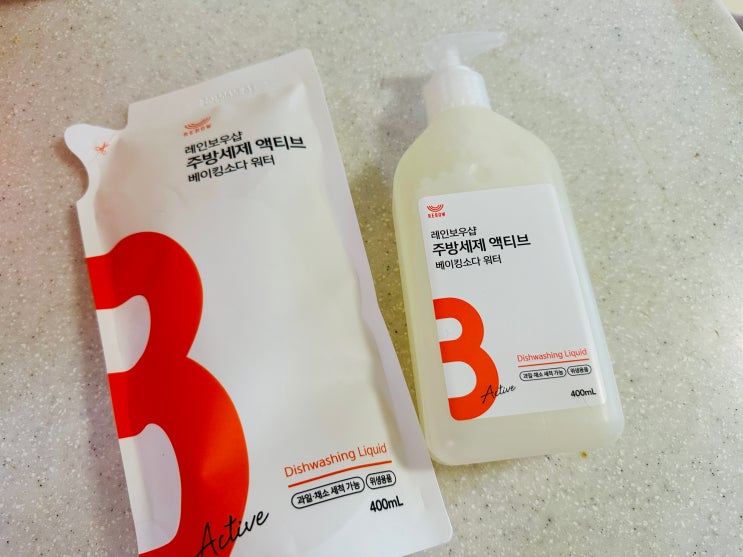 REBOW
레인보우샵
주방세제 액티브
베이킹소다 워터
Dishwashing Liquid
과일·채소 세척 가능
위생용품
400mL
Active
REBOW
레인보우샵
주방세제 액티브
베이킹소다 워터
Dishwashing Liquid
과일·채소 세척 가능
위생용품
400mL
Active